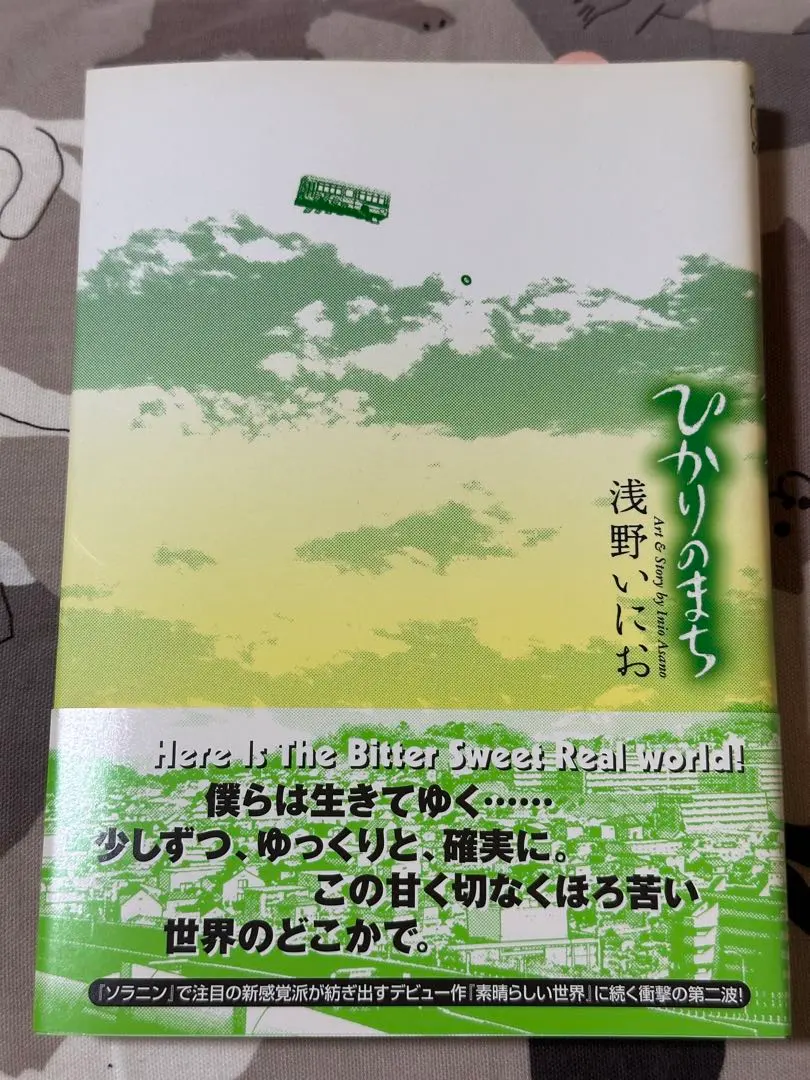 ひかりのまち
浅野いにお
Art & Story by Inio Asano
Here Is The Bitter Sweet Real world!
僕らは生きてゆく……
少しずつ、ゆっくりと、確実に。
この甘く切なくほろ苦い
世界のどこかで。
『ソラニン』で注目の新感覚派が紡ぎ出すデビュー作『素晴らしい世界』に続く衝撃の第二波!